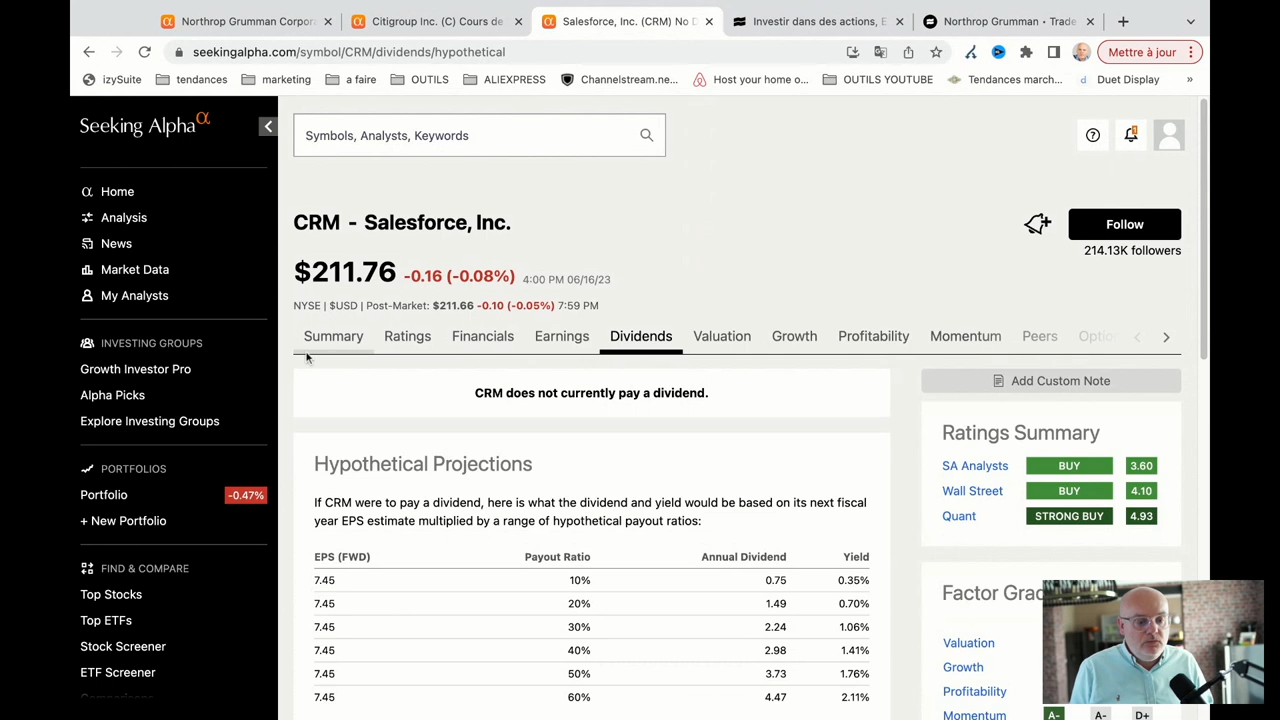 Northrop Grumman Corpora
Citigroup Inc. (C) Cours de
Salesforce, Inc. (CRM) No D
Investir dans des actions, E
Northrop Grumman • Trade
seekingalpha.com/symbol/CRM/dividends/hypothetical
Mettre à jour
izySuite
tendances
marketing
a faire
OUTILS
ALIEXPRESS
Channelstream.ne...
Host your home o...
OUTILS YOUTUBE
Tendances march...
Duet Display
»
Seeking Alpha α
Symbols, Analysts, Keywords
Home
Analysis
News
Market Data
My Analysts
INVESTING GROUPS
Growth Investor Pro
Alpha Picks
Explore Investing Groups
PORTFOLIOS
Portfolio -0.47%
+ New Portfolio
FIND & COMPARE
Top Stocks
Top ETFs
Stock Screener
ETF Screener
Comparisons
CRM - Salesforce, Inc.
Follow
214.13K followers
$211.76 -0.16 (-0.08%) 4:00 PM 06/16/23
NYSE | $USD | Post-Market: $211.66 -0.10 (-0.05%) 7:59 PM
Summary Ratings Financials Earnings Dividends Valuation Growth Profitability Momentum Peers Optio
CRM does not currently pay a dividend.
Hypothetical Projections
If CRM were to pay a dividend, here is what the dividend and yield would be based on its next fiscal
year EPS estimate multiplied by a range of hypothetical payout ratios:
EPS (FWD) Payout Ratio Annual Dividend Yield
7.45 10% 0.75 0.35%
7.45 20% 1.49 0.70%
7.45 30% 2.24 1.06%
7.45 40% 2.98 1.41%
7.45 50% 3.73 1.76%
7.45 60% 4.47 2.11%
Add Custom Note
Ratings Summary
SA Analysts BUY 3.60
Wall Street BUY 4.10
Quant STRONG BUY 4.93
Factor Grad
Valuation
Growth
Profitability
Momentum A- A- D+